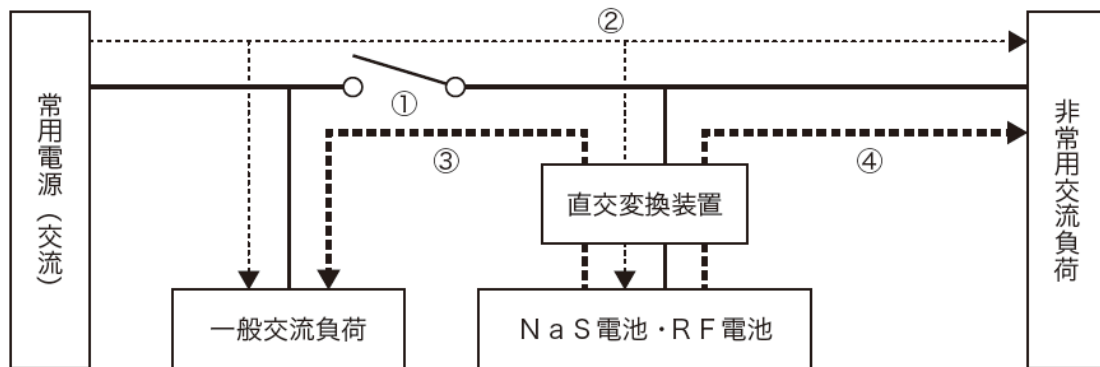 ②
常用電源（交流）
①
③
④
直交変換装置
非常用交流負荷
一般交流負荷
ＮａＳ電池・ＲＦ電池